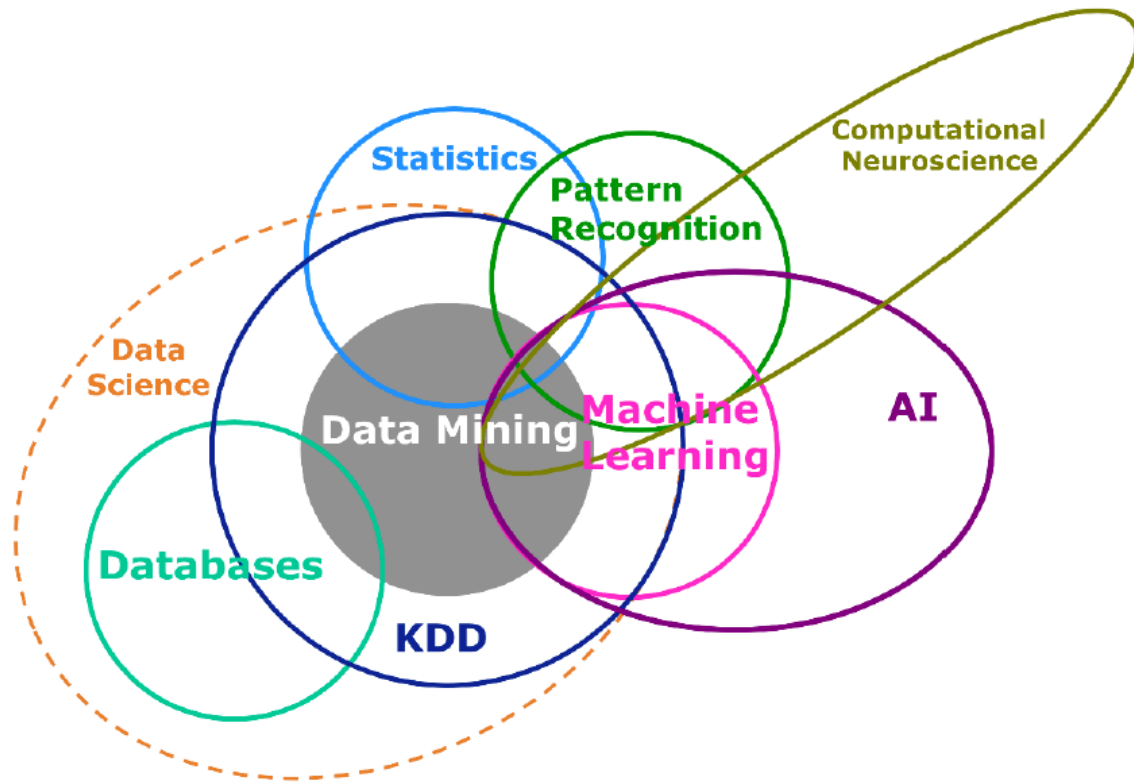 Computational
Neuroscience
Statistics
Pattern
Recognition
Data
Science
Machine
Learning
AI
Data Mining
Databases
KDD